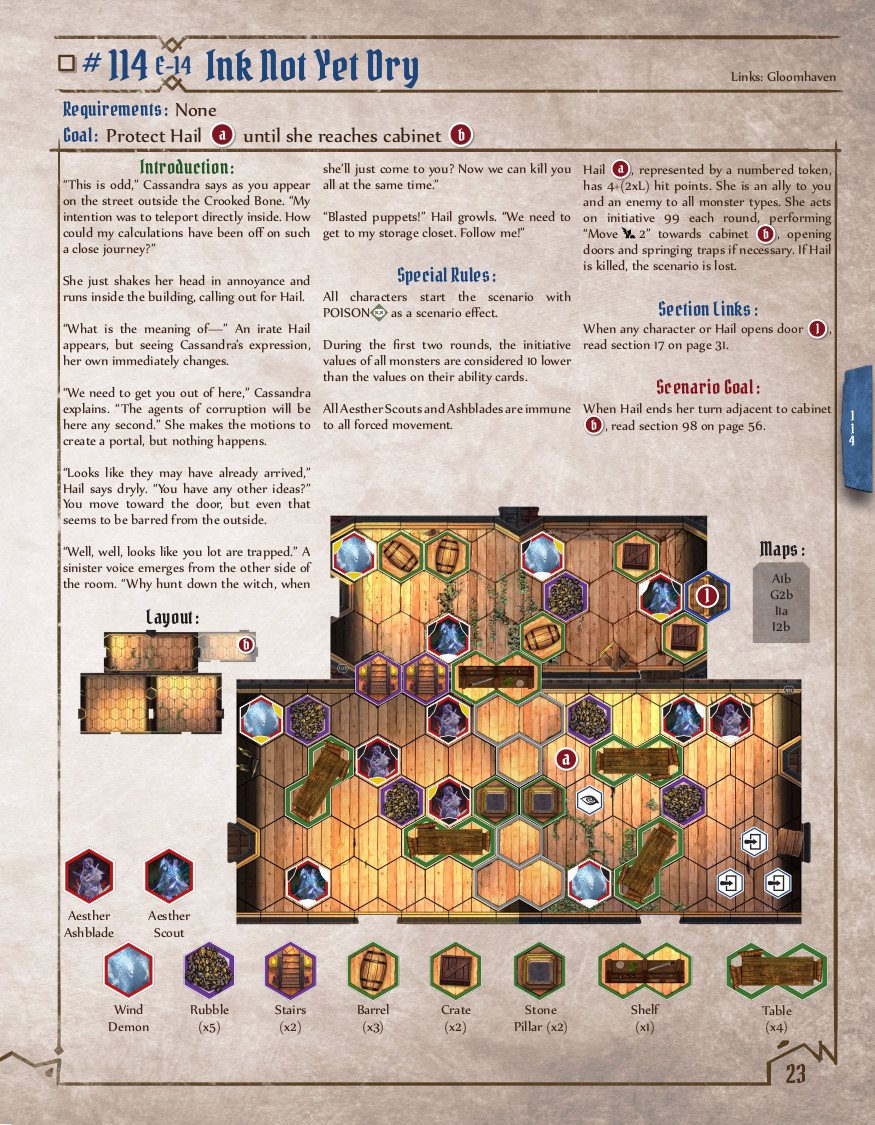 # 114 E-14 Ink Not Yet Dry
Links: Gloomhaven
Requirements: None
Goal: Protect Hail a until she reaches cabinet b
Introduction:
“This is odd,” Cassandra says as you appear
on the street outside the Crooked Bone. “My
intention was to teleport directly inside. How
could my calculations have been off on such
a close journey?”
She just shakes her head in annoyance and
runs inside the building, calling out for Hail.
“What is the meaning of—” An irate Hail
appears, but seeing Cassandra’s expression,
her own immediately changes.
“We need to get you out of here,” Cassandra
explains. “The agents of corruption will be
here any second.” She makes the motions to
create a portal, but nothing happens.
“Looks like they may have already arrived,”
Hail says dryly. “You have any other ideas?”
You move toward the door, but even that
seems to be barred from the outside.
“Well, well, looks like you lot are trapped.” A
sinister voice emerges from the other side of
the room. “Why hunt down the witch, when
she’ll just come to you? Now we can kill you
all at the same time.”
“Blasted puppets!” Hail growls. “We need to
get to my storage closet. Follow me!”
Special Rules:
All characters start the scenario with
POISON as a scenario effect.
During the first two rounds, the initiative
values of all monsters are considered 10 lower
than the values on their ability cards.
All Aesther Scouts and Ashblades are immune
to all forced movement.
Hail a, represented by a numbered token,
has 4+(2xL) hit points. She is an ally to you
and an enemy to all monster types. She acts
on initiative 99 each round, performing
“Move 2” towards cabinet b, opening
doors and springing traps if necessary. If Hail
is killed, the scenario is lost.
Section Links:
When any character or Hail opens door 1,
read section 17 on page 31.
Scenario Goal:
When Hail ends her turn adjacent to cabinet
b, read section 98 on page 56.
114
Maps:
A1b
G2b
I1a
I2b
Layout:
b
1
a
Aesther
Ashblade
Aesther
Scout
Wind
Demon
Rubble
(x5)
Stairs
(x2)
Barrel
(x3)
Crate
(x2)
Stone
Pillar (x2)
Shelf
(x1)
Table
(x4)
23